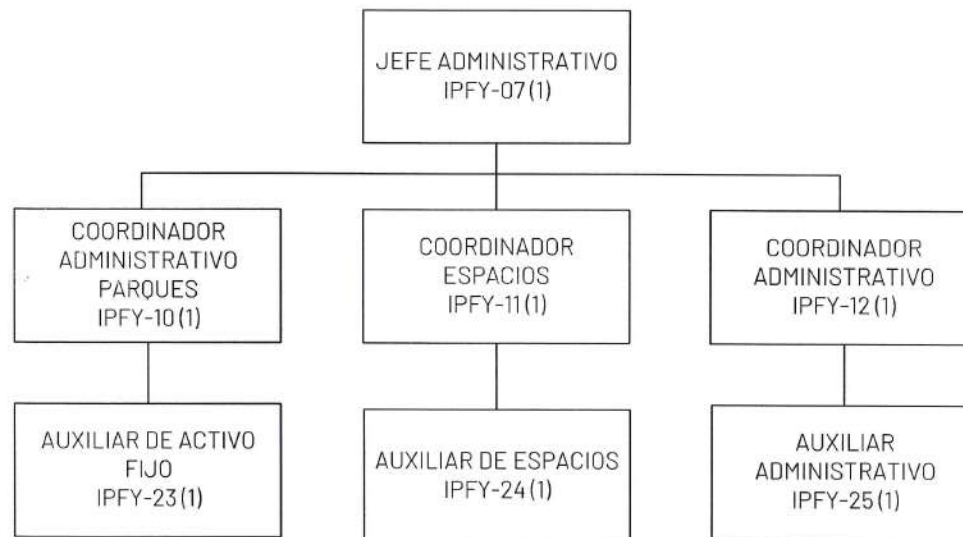 JEFE ADMINISTRATIVO
IPFY-07(1)
COORDINADOR
ADMINISTRATIVO
PARQUES
IPFY-10(1)
COORDINADOR
ESPACIOS
IPFY-11(1)
COORDINADOR
ADMINISTRATIVO
IPFY-12(1)
AUXILIAR DE ACTIVO
FIJO
IPFY-23(1)
AUXILIAR DE ESPACIOS
IPFY-24(1)
AUXILIAR
ADMINISTRATIVO
IPFY-25(1)